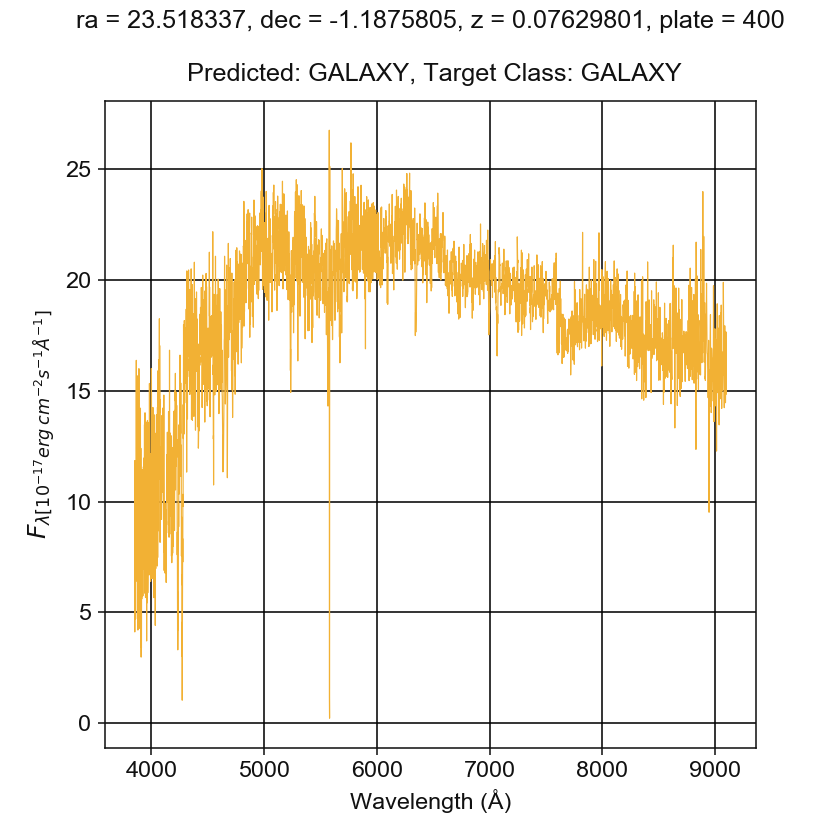 ra = 23.518337, dec = -1.1875805, z = 0.07629801, plate = 400
Predicted: GALAXY, Target Class: GALAXY
25
20
15
10
5
0
F_λ[10⁻¹⁷erg cm⁻²s⁻¹Å⁻¹]
4000 5000 6000 7000 8000 9000
Wavelength (Å)